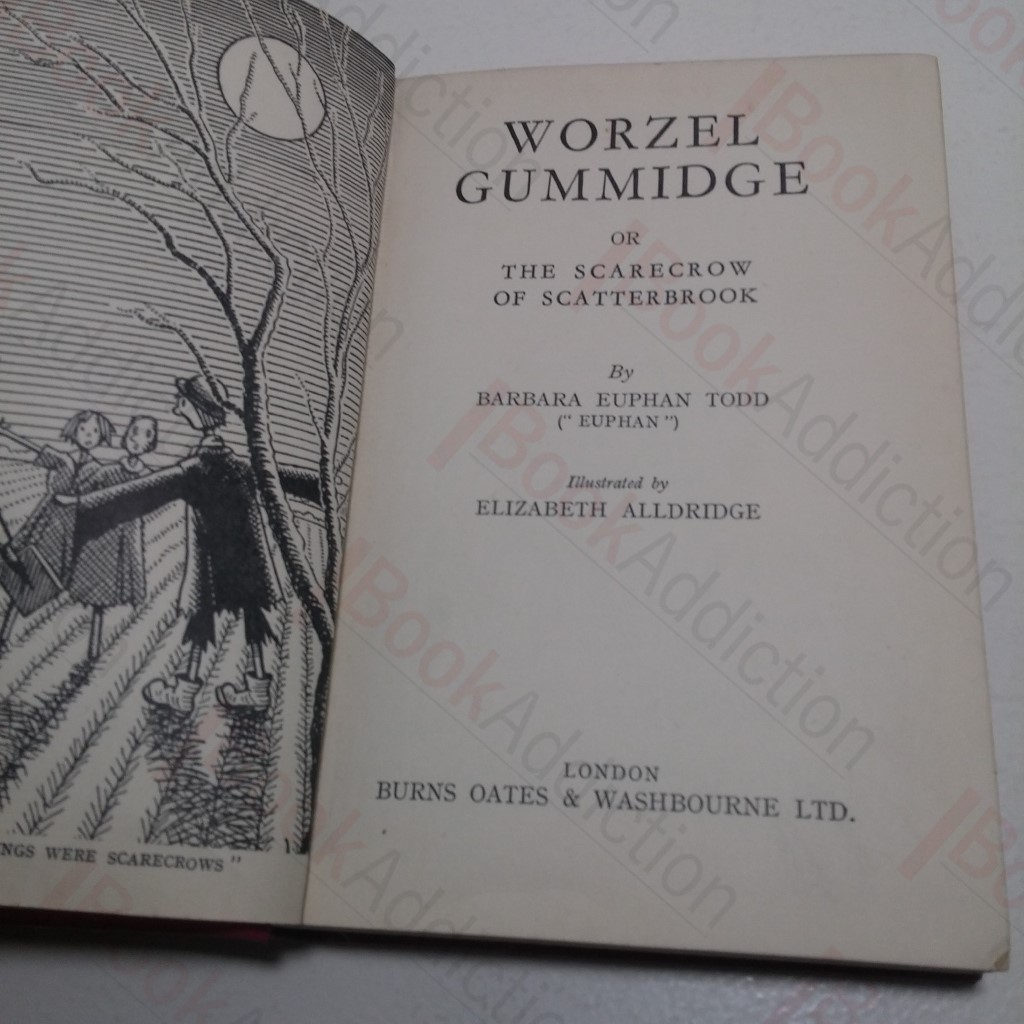 WORZEL
GUMMIDGE
OR
THE SCARECROW
OF SCATTERBROOK
By
BARBARA EUPHAN TODD
(" EUPHAN ")
Illustrated by
ELIZABETH ALLDRIDGE
LONDON
BURNS OATES & WASHBOURNE LTD.
NGS WERE SCARECROWS"
BookAddiction